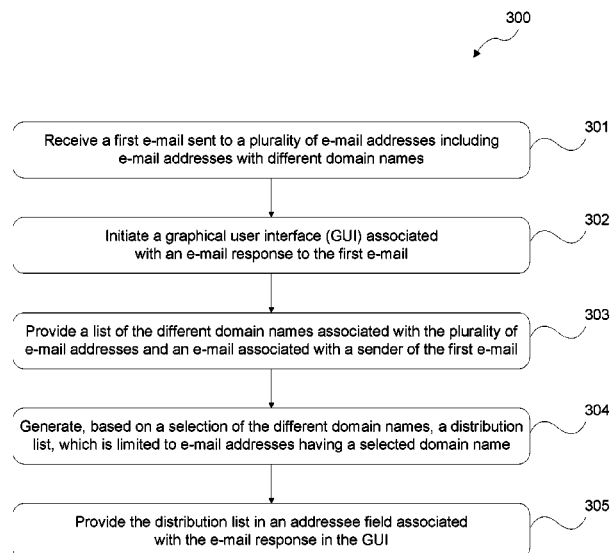 300
Receive a first e-mail sent to a plurality of e-mail addresses including
e-mail addresses with different domain names
301
Initiate a graphical user interface (GUI) associated
with an e-mail response to the first e-mail
302
Provide a list of the different domain names associated with the plurality of
e-mail addresses and an e-mail associated with a sender of the first e-mail
303
Generate, based on a selection of the different domain names, a distribution
list, which is limited to e-mail addresses having a selected domain name
304
Provide the distribution list in an addressee field associated
with the e-mail response in the GUI
305